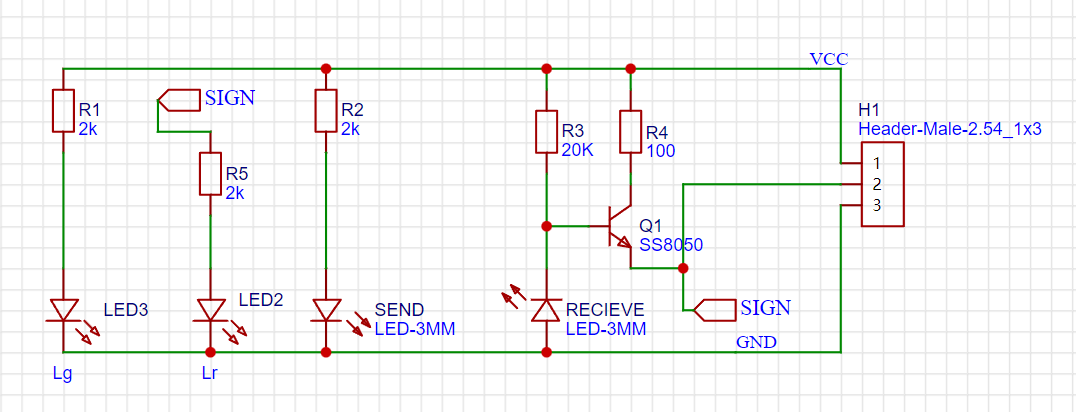 VCC
SIGN
R1
2k
R2
2k
R3
20K
R4
100
H1
Header-Male-2.54_1x3
1
2
3
R5
2k
Q1
SS8050
LED3
LED2
SEND
LED-3MM
RECIEVE
LED-3MM
SIGN
GND
Lg
Lr